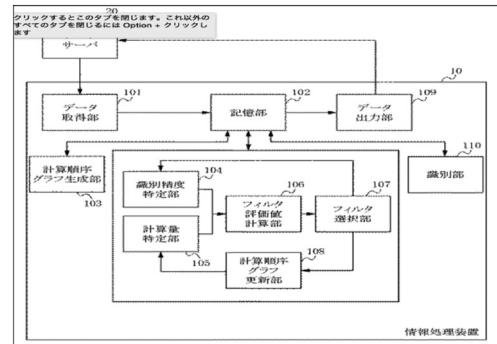 20
クリックするとこのタブを閉じます。これ以外の
すべてのタブを閉じるには Option + クリックし
ます
サーバ
10
101
102
109
データ
取得部
記憶部
データ
出力部
110
計算順序
グラフ生成部
103
識別部
104
識別精度
特定部
106
107
フィルタ
評価値
計算部
フィルタ
選択部
計算量
特定部
105
108
計算順序
グラフ
更新部
情報処理装置